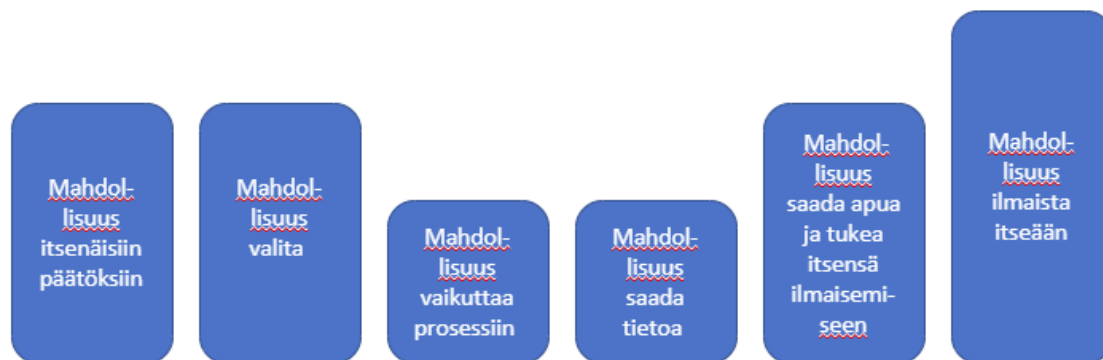 Mahdol-
lisuus
itsenäisiin
päätöksiin
Mahdol-
lisuus
valita
Mahdol-
lisuus
vaikuttaa
prosessiin
Mahdol-
lisuus
saada
tietoa
Mahdol-
lisuus
saada apua
ja tukea
itsensä
ilmaisemi-
seen
Mahdol-
lisuus
ilmaista
itseään